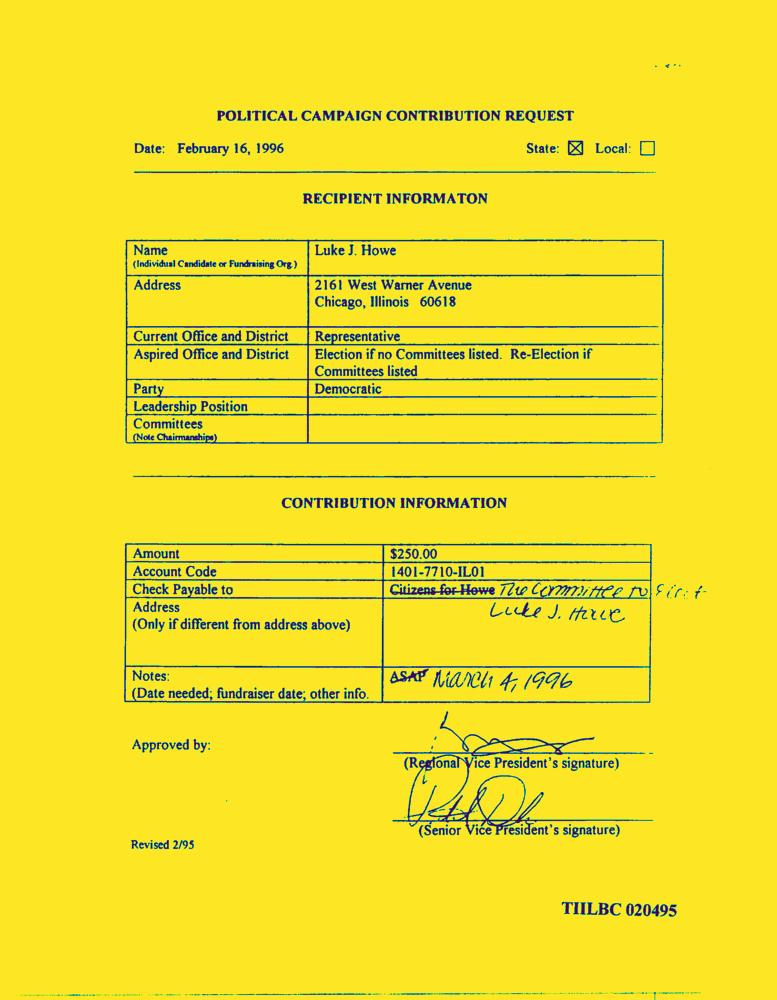 POLITICAL CAMPAIGN CONTRIBUTION REQUEST
Date: February 16, 1996 State: ☒ Local: ☐
RECIPIENT INFORMATON
Name Luke J. Howe
(Individual Candidate or Fundraising Org.)
Address 2161 West Warner Avenue
Chicago, Illinois 60618
Current Office and District Representative
Aspired Office and District Election if no Committees listed. Re-Election if
Committees listed
Party Democratic
Leadership Position
Committees
(Note Chairmanships)
CONTRIBUTION INFORMATION
Amount $250.00
Account Code 1401-7710-IL01
Check Payable to Citizens for Howe The Committee to Elect
Address Luke J. Howe
(Only if different from address above)
Notes: ASAP March 4, 1996
(Date needed; fundraiser date; other info.
Approved by:
(Regional Vice President's signature)
(Senior Vice President's signature)
Revised 2/95
TIILBC 020495